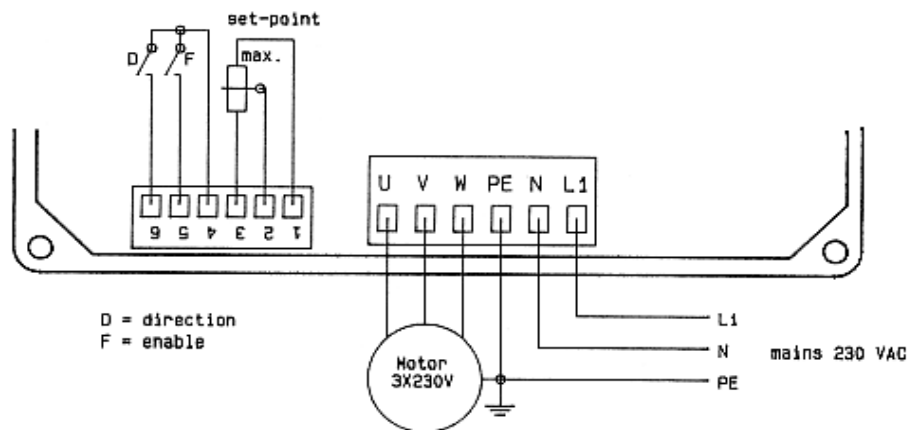 set-point
D F max.
U V W PE N L1
6 5 4 3 2 1
D = direction
F = enable
Motor
3X230V
L1
N mains 230 VAC
PE